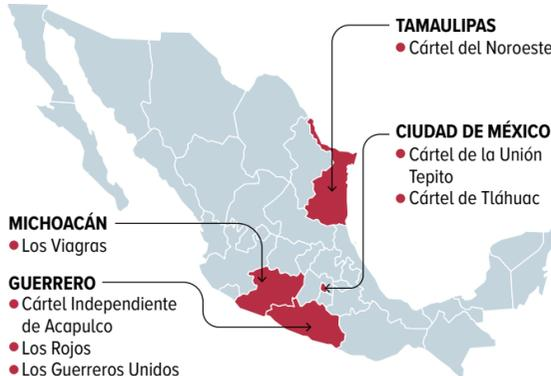 TAMAULIPAS
● Cártel del Noroeste
CIUDAD DE MÉXICO
● Cártel de la Unión
Tepito
● Cártel de Tláhuac
MICHOACÁN
● Los Viagras
GUERRERO
● Cártel Independiente
de Acapulco
● Los Rojos
● Los Guerreros Unidos